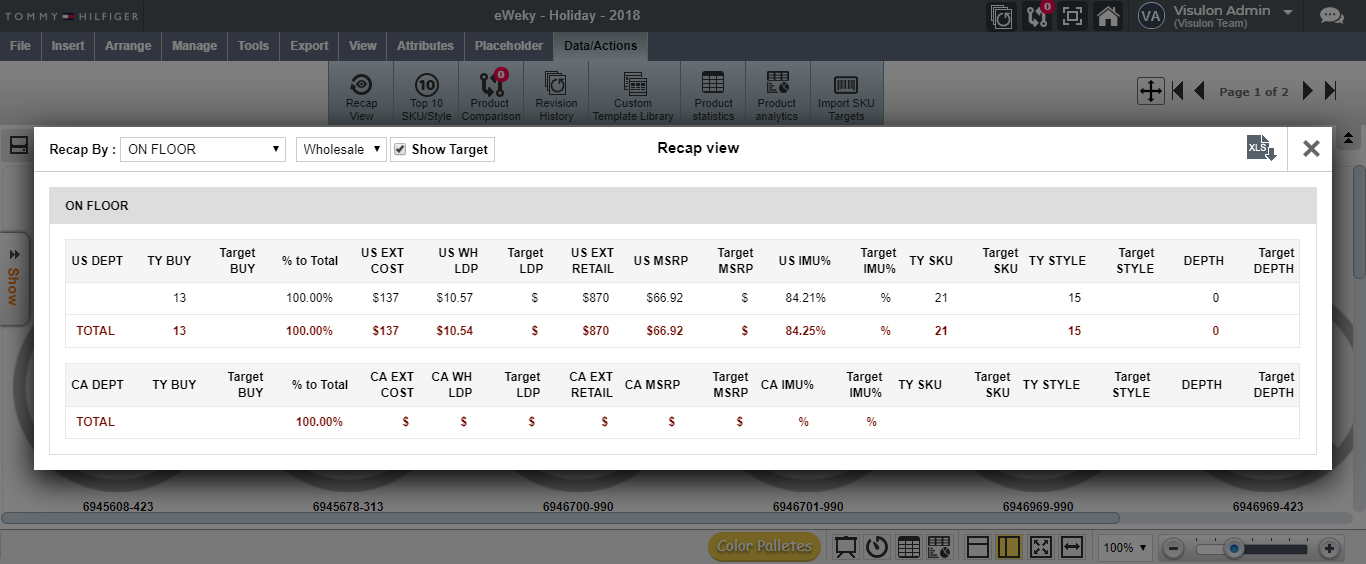 TOMMY HILFIGER
eWeky - Holiday - 2018
0
VA
Visulon Admin
(Visulon Team)
File Insert Arrange Manage Tools Export View Attributes Placeholder Data/Actions
Recap
View
10
Top 10
SKU/Style
0
Product
Comparison
Revision
History
Custom
Template Library
Product
statistics
Product
analytics
Import SKU
Targets
Page 1 of 2
Recap By : ON FLOOR Wholesale Show Target Recap view XLS
Show
ON FLOOR
US DEPT TY BUY Target BUY % to Total US EXT COST US WH LDP Target LDP US EXT RETAIL US MSRP Target MSRP US IMU% Target IMU% TY SKU Target SKU TY STYLE Target STYLE DEPTH Target DEPTH
13 100.00% $137 $10.57 $ $870 $66.92 $ 84.21% % 21 15 0
TOTAL 13 100.00% $137 $10.54 $ $870 $66.92 $ 84.25% % 21 15 0
CA DEPT TY BUY Target BUY % to Total CA EXT COST CA WH LDP Target LDP CA EXT RETAIL CA MSRP Target MSRP CA IMU% Target IMU% TY SKU Target SKU TY STYLE Target STYLE DEPTH Target DEPTH
TOTAL 100.00% $ $ $ $ $ $ % %
6945608-423 6945678-313 6946700-990 6946701-990 6946969-990 6946969-423
Color Palletes 100%